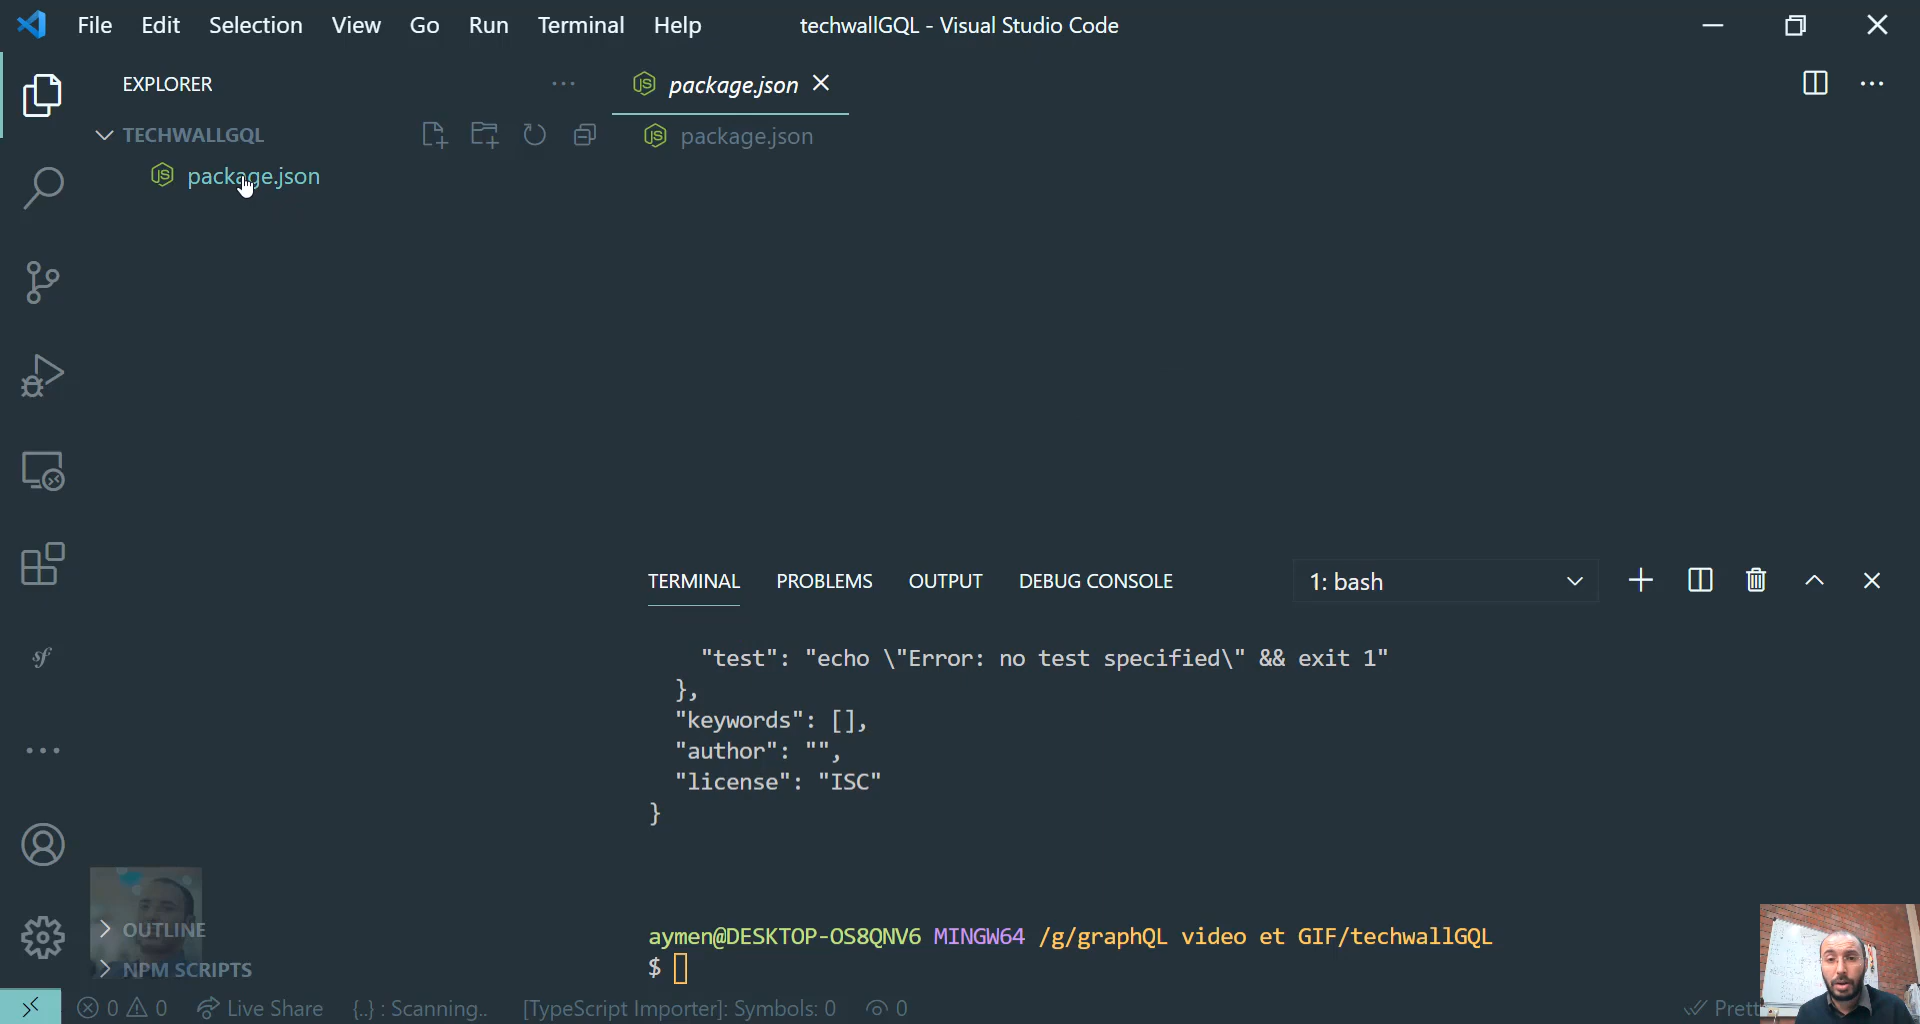 File Edit Selection View Go Run Terminal Help techwallGQL - Visual Studio Code
EXPLORER
package.json
TECHWALLGQL
package.json
package.json
TERMINAL PROBLEMS OUTPUT DEBUG CONSOLE 1: bash
"test": "echo \"Error: no test specified\" && exit 1"
},
"keywords": [],
"author": "",
"license": "ISC"
}
aymen@DESKTOP-OS8QNV6 MINGW64 /g/graphQL video et GIF/techwallGQL
$
OUTLINE
NPM SCRIPTS
0 0 Live Share {..} : Scanning.. [TypeScript Importer]: Symbols: 0 0